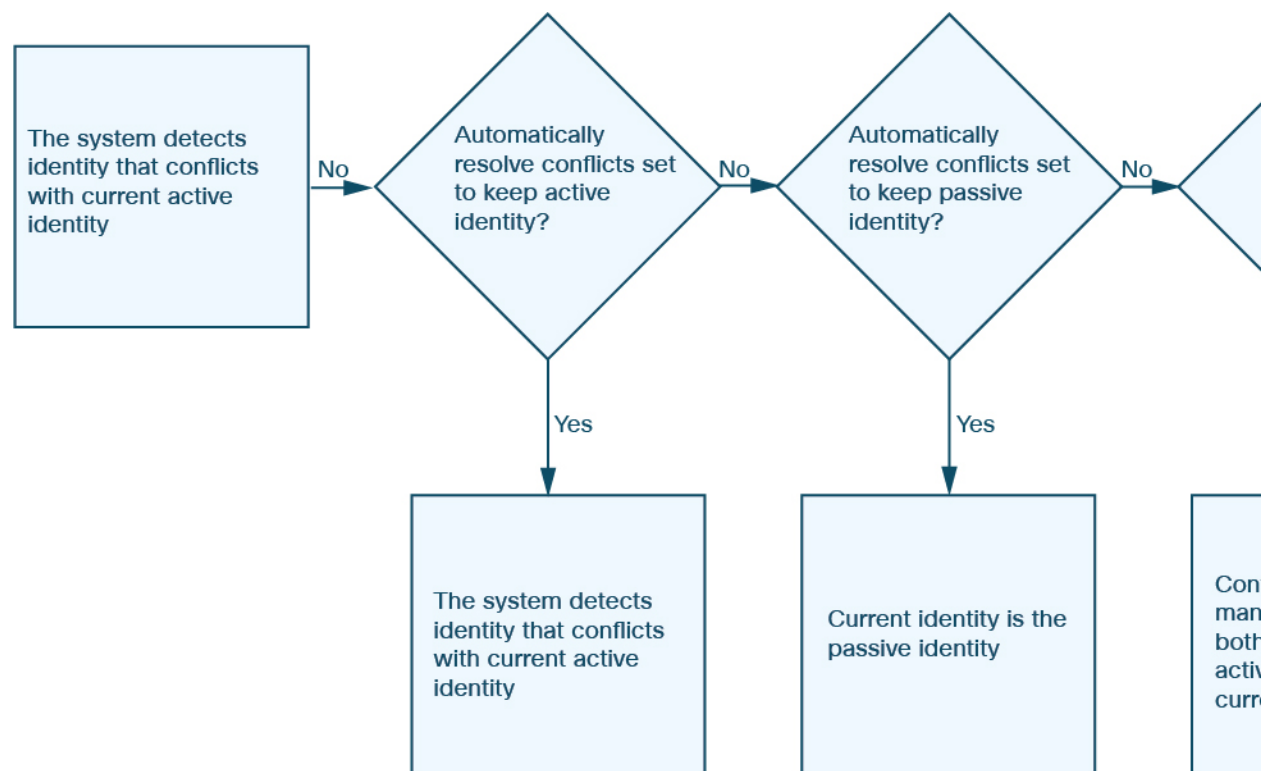 The system detects
identity that conflicts
with current active
identity
No
Automatically
resolve conflicts set
to keep active
identity?
No
Automatically
resolve conflicts set
to keep passive
identity?
No
Yes
Yes
The system detects
identity that conflicts
with current active
identity
Current identity is the
passive identity
both